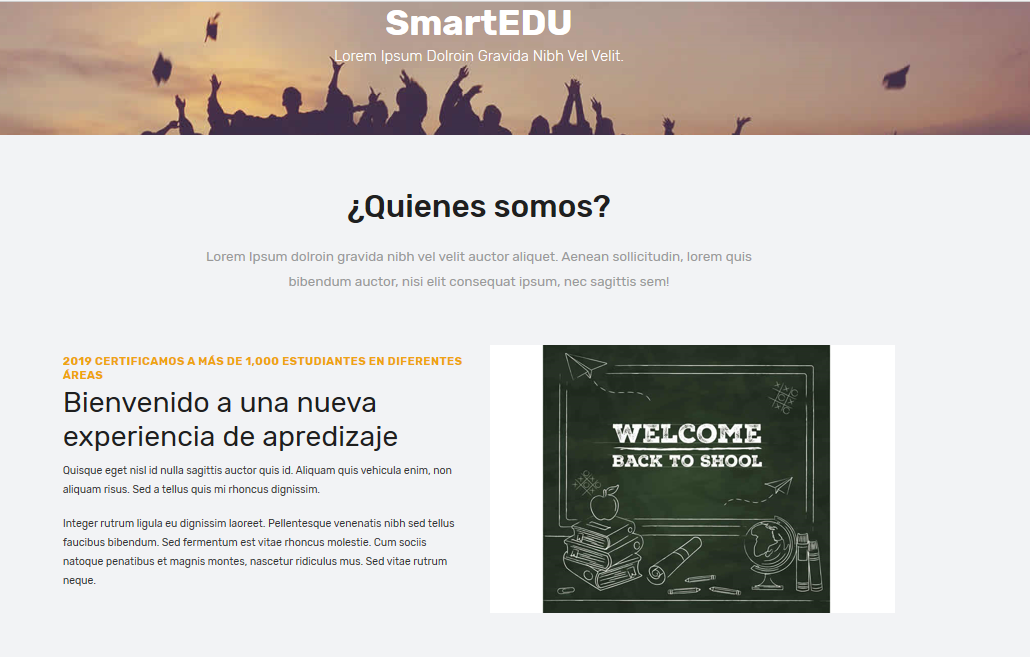 SmartEDU
Lorem Ipsum Dolroin Gravida Nibh Vel Velit.
¿Quienes somos?
Lorem Ipsum dolroin gravida nibh vel velit auctor aliquet. Aenean sollicitudin, lorem quis
bibendum auctor, nisi elit consequat ipsum, nec sagittis sem!
2019 CERTIFICAMOS A MÁS DE 1,000 ESTUDIANTES EN DIFERENTES
ÁREAS
Bienvenido a una nueva
experiencia de apredizaje
Quisque eget nisl id nulla sagittis auctor quis id. Aliquam quis vehicula enim, non
aliquam risus. Sed a tellus quis mi rhoncus dignissim.
Integer rutrum ligula eu dignissim laoreet. Pellentesque venenatis nibh sed tellus
faucibus bibendum. Sed fermentum est vitae rhoncus molestie. Cum sociis
natoque penatibus et magnis montes, nascetur ridiculus mus. Sed vitae rutrum
neque.
WELCOME
BACK TO SHOOL